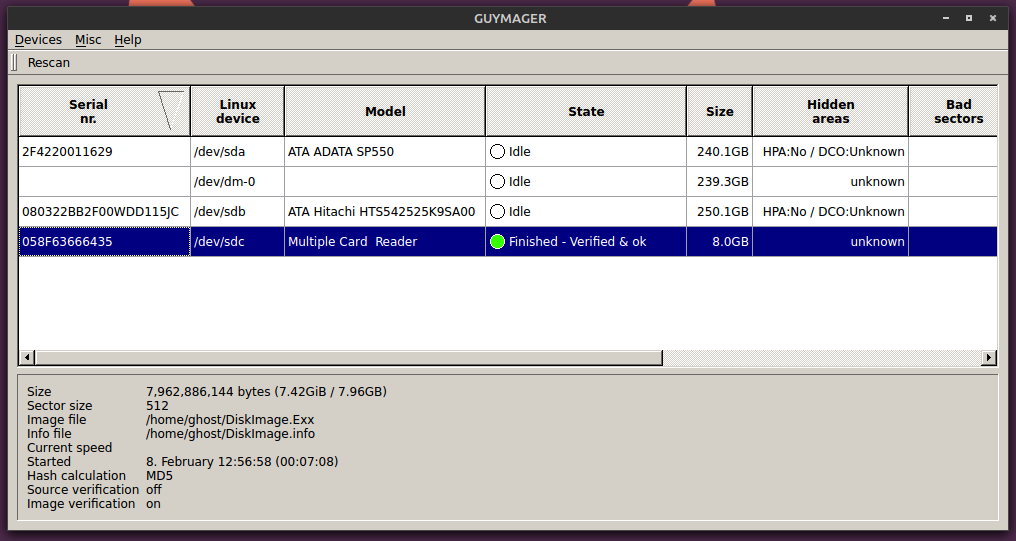 GUYMAGER
Devices Misc Help
Rescan
Serial nr. Linux device Model State Size Hidden areas Bad sectors
2F4220011629 /dev/sda ATA ADATA SP550 Idle 240.1GB HPA:No / DCO:Unknown
/dev/dm-0 Idle 239.3GB unknown
080322BB2F00WDD115JC /dev/sdb ATA Hitachi HTS542525K9SA00 Idle 250.1GB HPA:No / DCO:Unknown
058F63666435 /dev/sdc Multiple Card  Reader Finished - Verified & ok 8.0GB unknown
Size 7,962,886,144 bytes (7.42GiB / 7.96GB)
Sector size 512
Image file /home/ghost/DiskImage.Exx
Info file /home/ghost/DiskImage.info
Current speed
Started 8. February 12:56:58 (00:07:08)
Hash calculation MD5
Source verification off
Image verification on